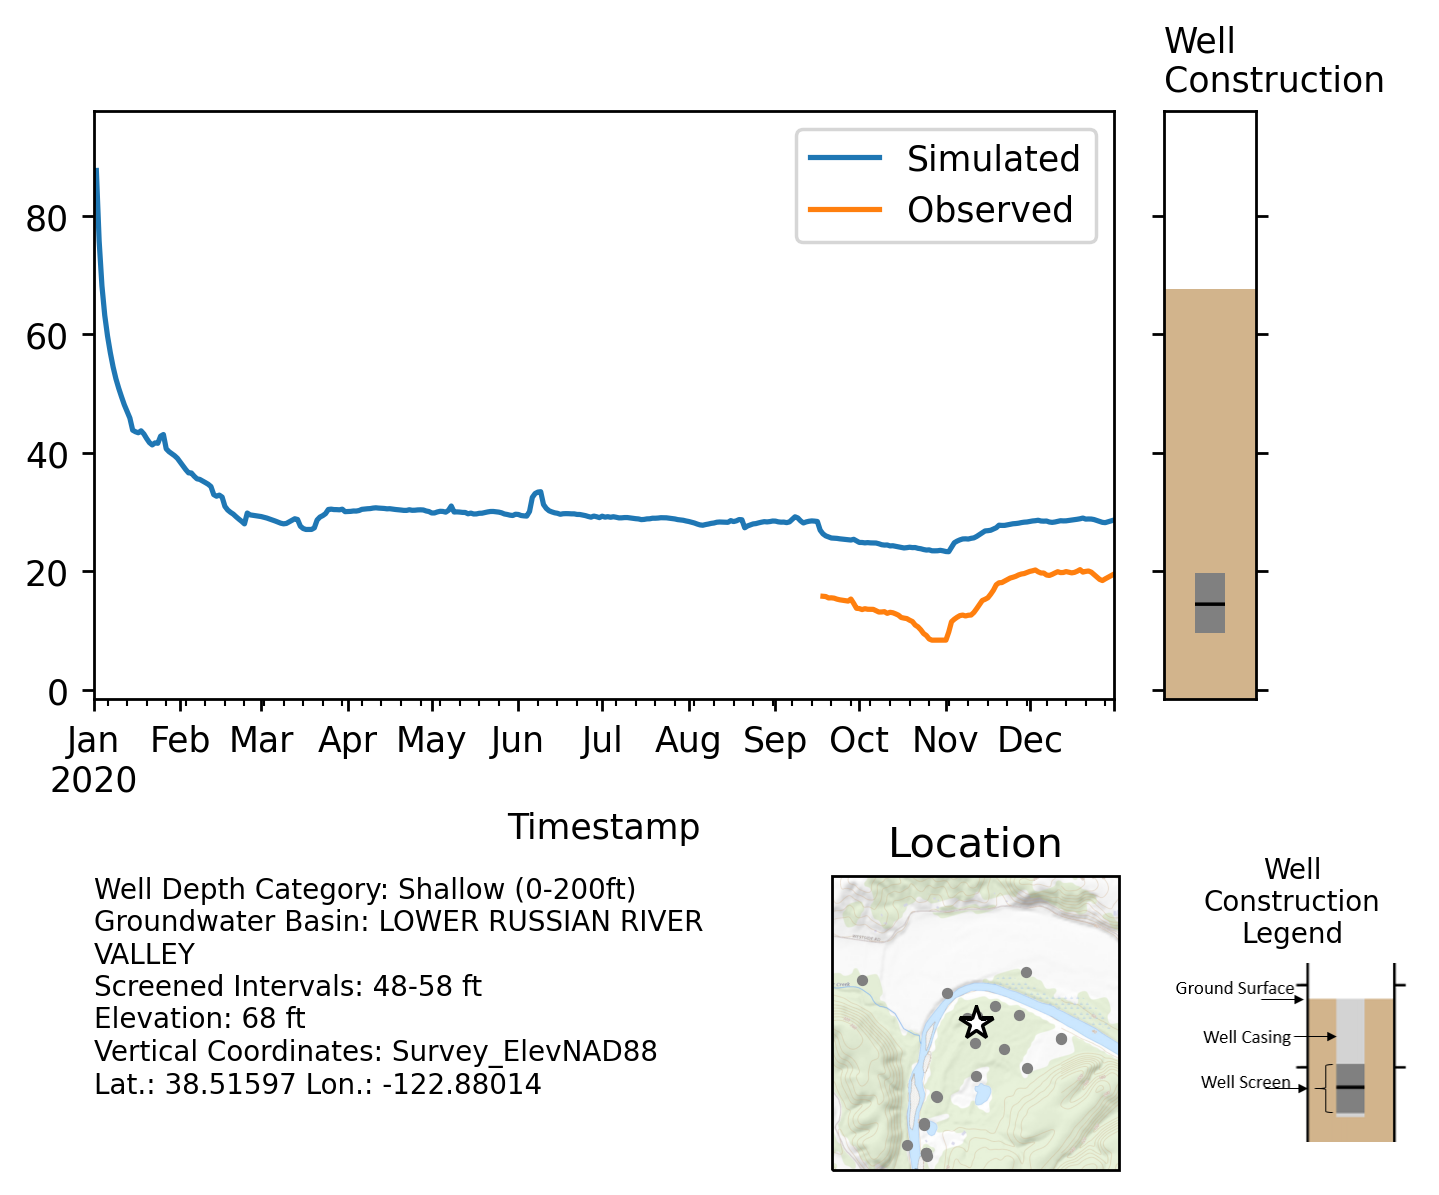 Well
Construction
Simulated
Observed
80
60
40
20
0
Jan Feb Mar Apr May Jun Jul Aug Sep Oct Nov Dec
2020
Timestamp
Well Depth Category: Shallow (0-200ft)
Groundwater Basin: LOWER RUSSIAN RIVER
VALLEY
Screened Intervals: 48-58 ft
Elevation: 68 ft
Vertical Coordinates: Survey_ElevNAD88
Lat.: 38.51597 Lon.: -122.88014
Location
Well
Construction
Legend
Ground Surface
Well Casing
Well Screen